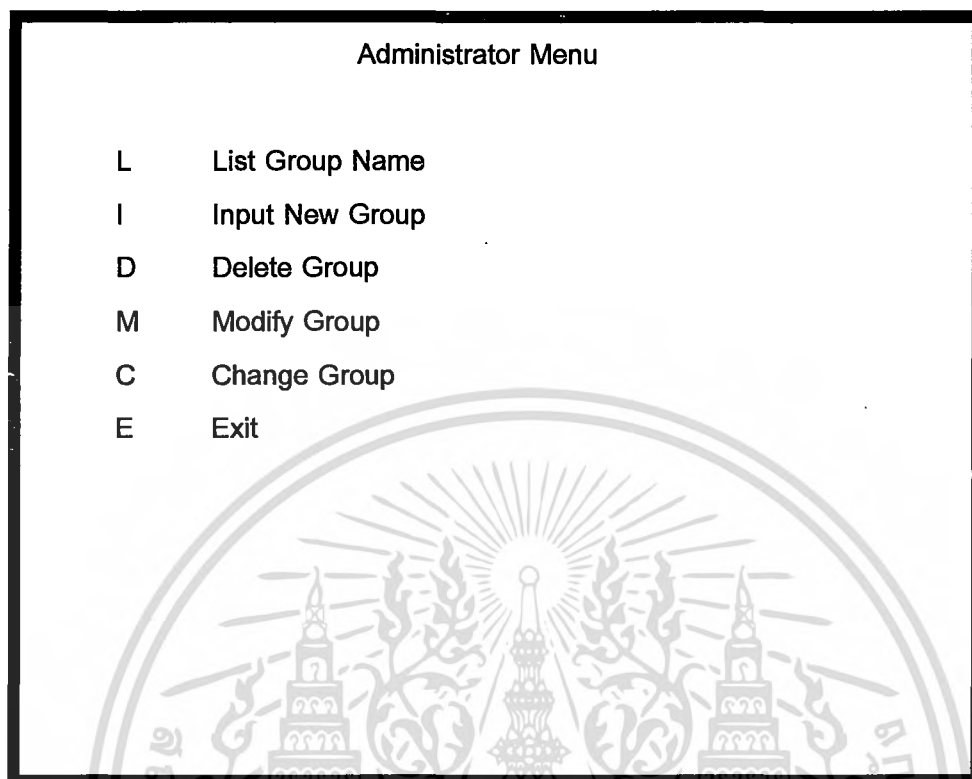 Administrator Menu
L List Group Name
I Input New Group
D Delete Group
M Modify Group
C Change Group
E Exit